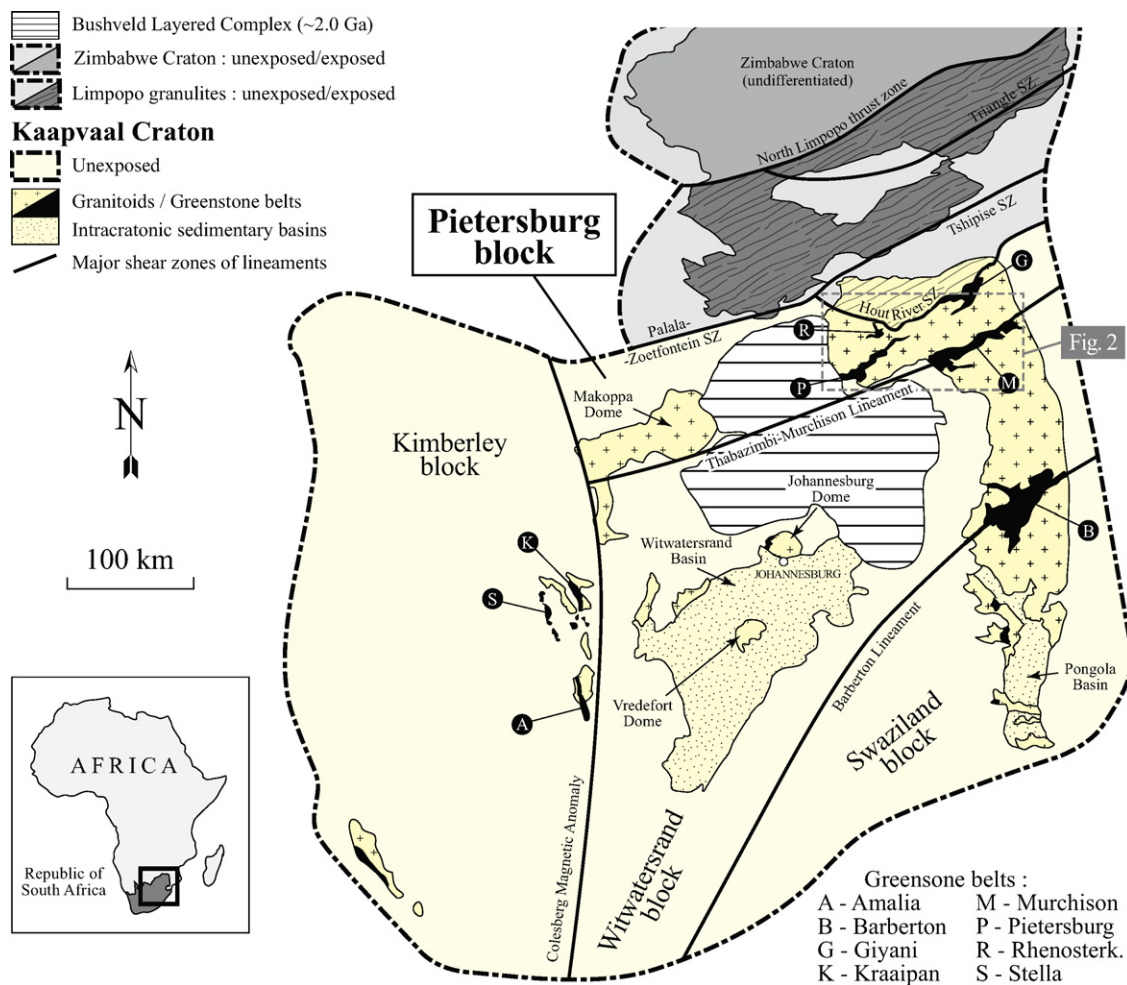 Bushveld Layered Complex (~2.0 Ga)
Zimbabwe Craton : unexposed/exposed
Limpopo granulites : unexposed/exposed
Kaapvaal Craton
Unexposed
Granitoids / Greenstone belts
Intracratonic sedimentary basins
Major shear zones of lineaments
Zimbabwe Craton
(undifferentiated)
North Limpopo thrust zone
Triangle SZ
Tshipise SZ
Pietersburg
block
G
Hout River SZ
R
Palala-
-Zoetfontein SZ
Fig. 2
P
M
Makoppa
Dome
Thabazimbi-Murchison Lineament
N
Kimberley
block
Johannesburg
Dome
100 km
K
Witwatersrand
Basin
JOHANNESBURG
B
S
Barberton Lineament
Vredefort
Dome
Pongola
Basin
A
Swaziland
block
AFRICA
Republic of
South Africa
Colesberg Magnetic Anomaly
Witwatersrand
block
Greensone belts :
A - Amalia
B - Barberton
G - Giyani
K - Kraaipan
M - Murchison
P - Pietersburg
R - Rhenosterk.
S - Stella